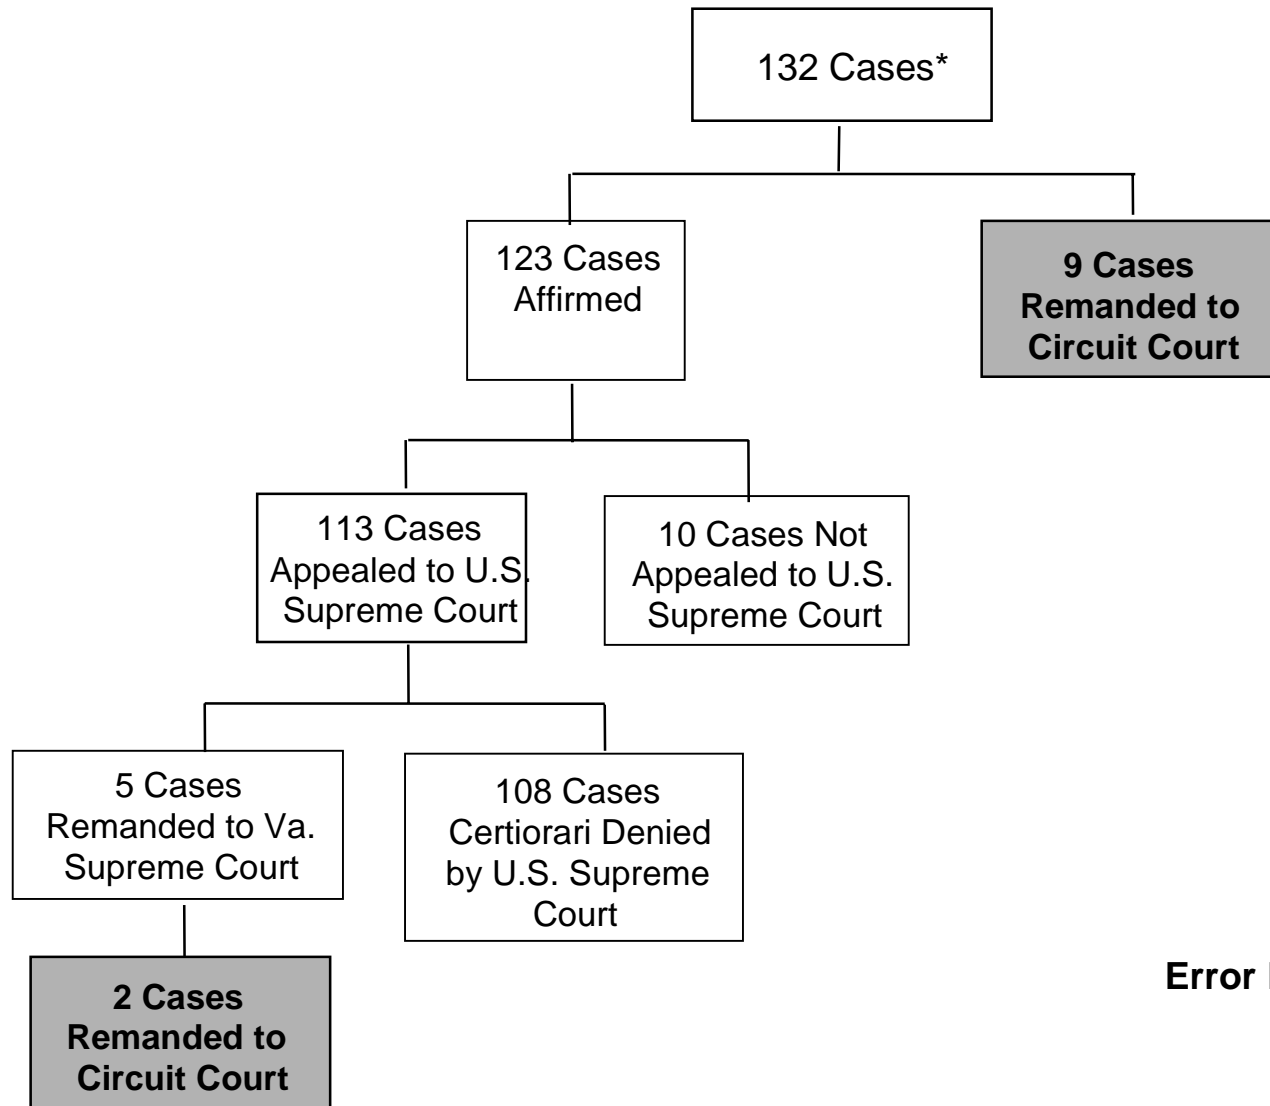 132 Cases*
123 Cases
Affirmed
9 Cases
Remanded to
Circuit Court
113 Cases
Appealed to U.S.
Supreme Court
10 Cases Not
Appealed to U.S.
Supreme Court
5 Cases
Remanded to Va.
Supreme Court
108 Cases
Certiorari Denied
by U.S. Supreme
Court
2 Cases
Remanded to
Circuit Court
Error